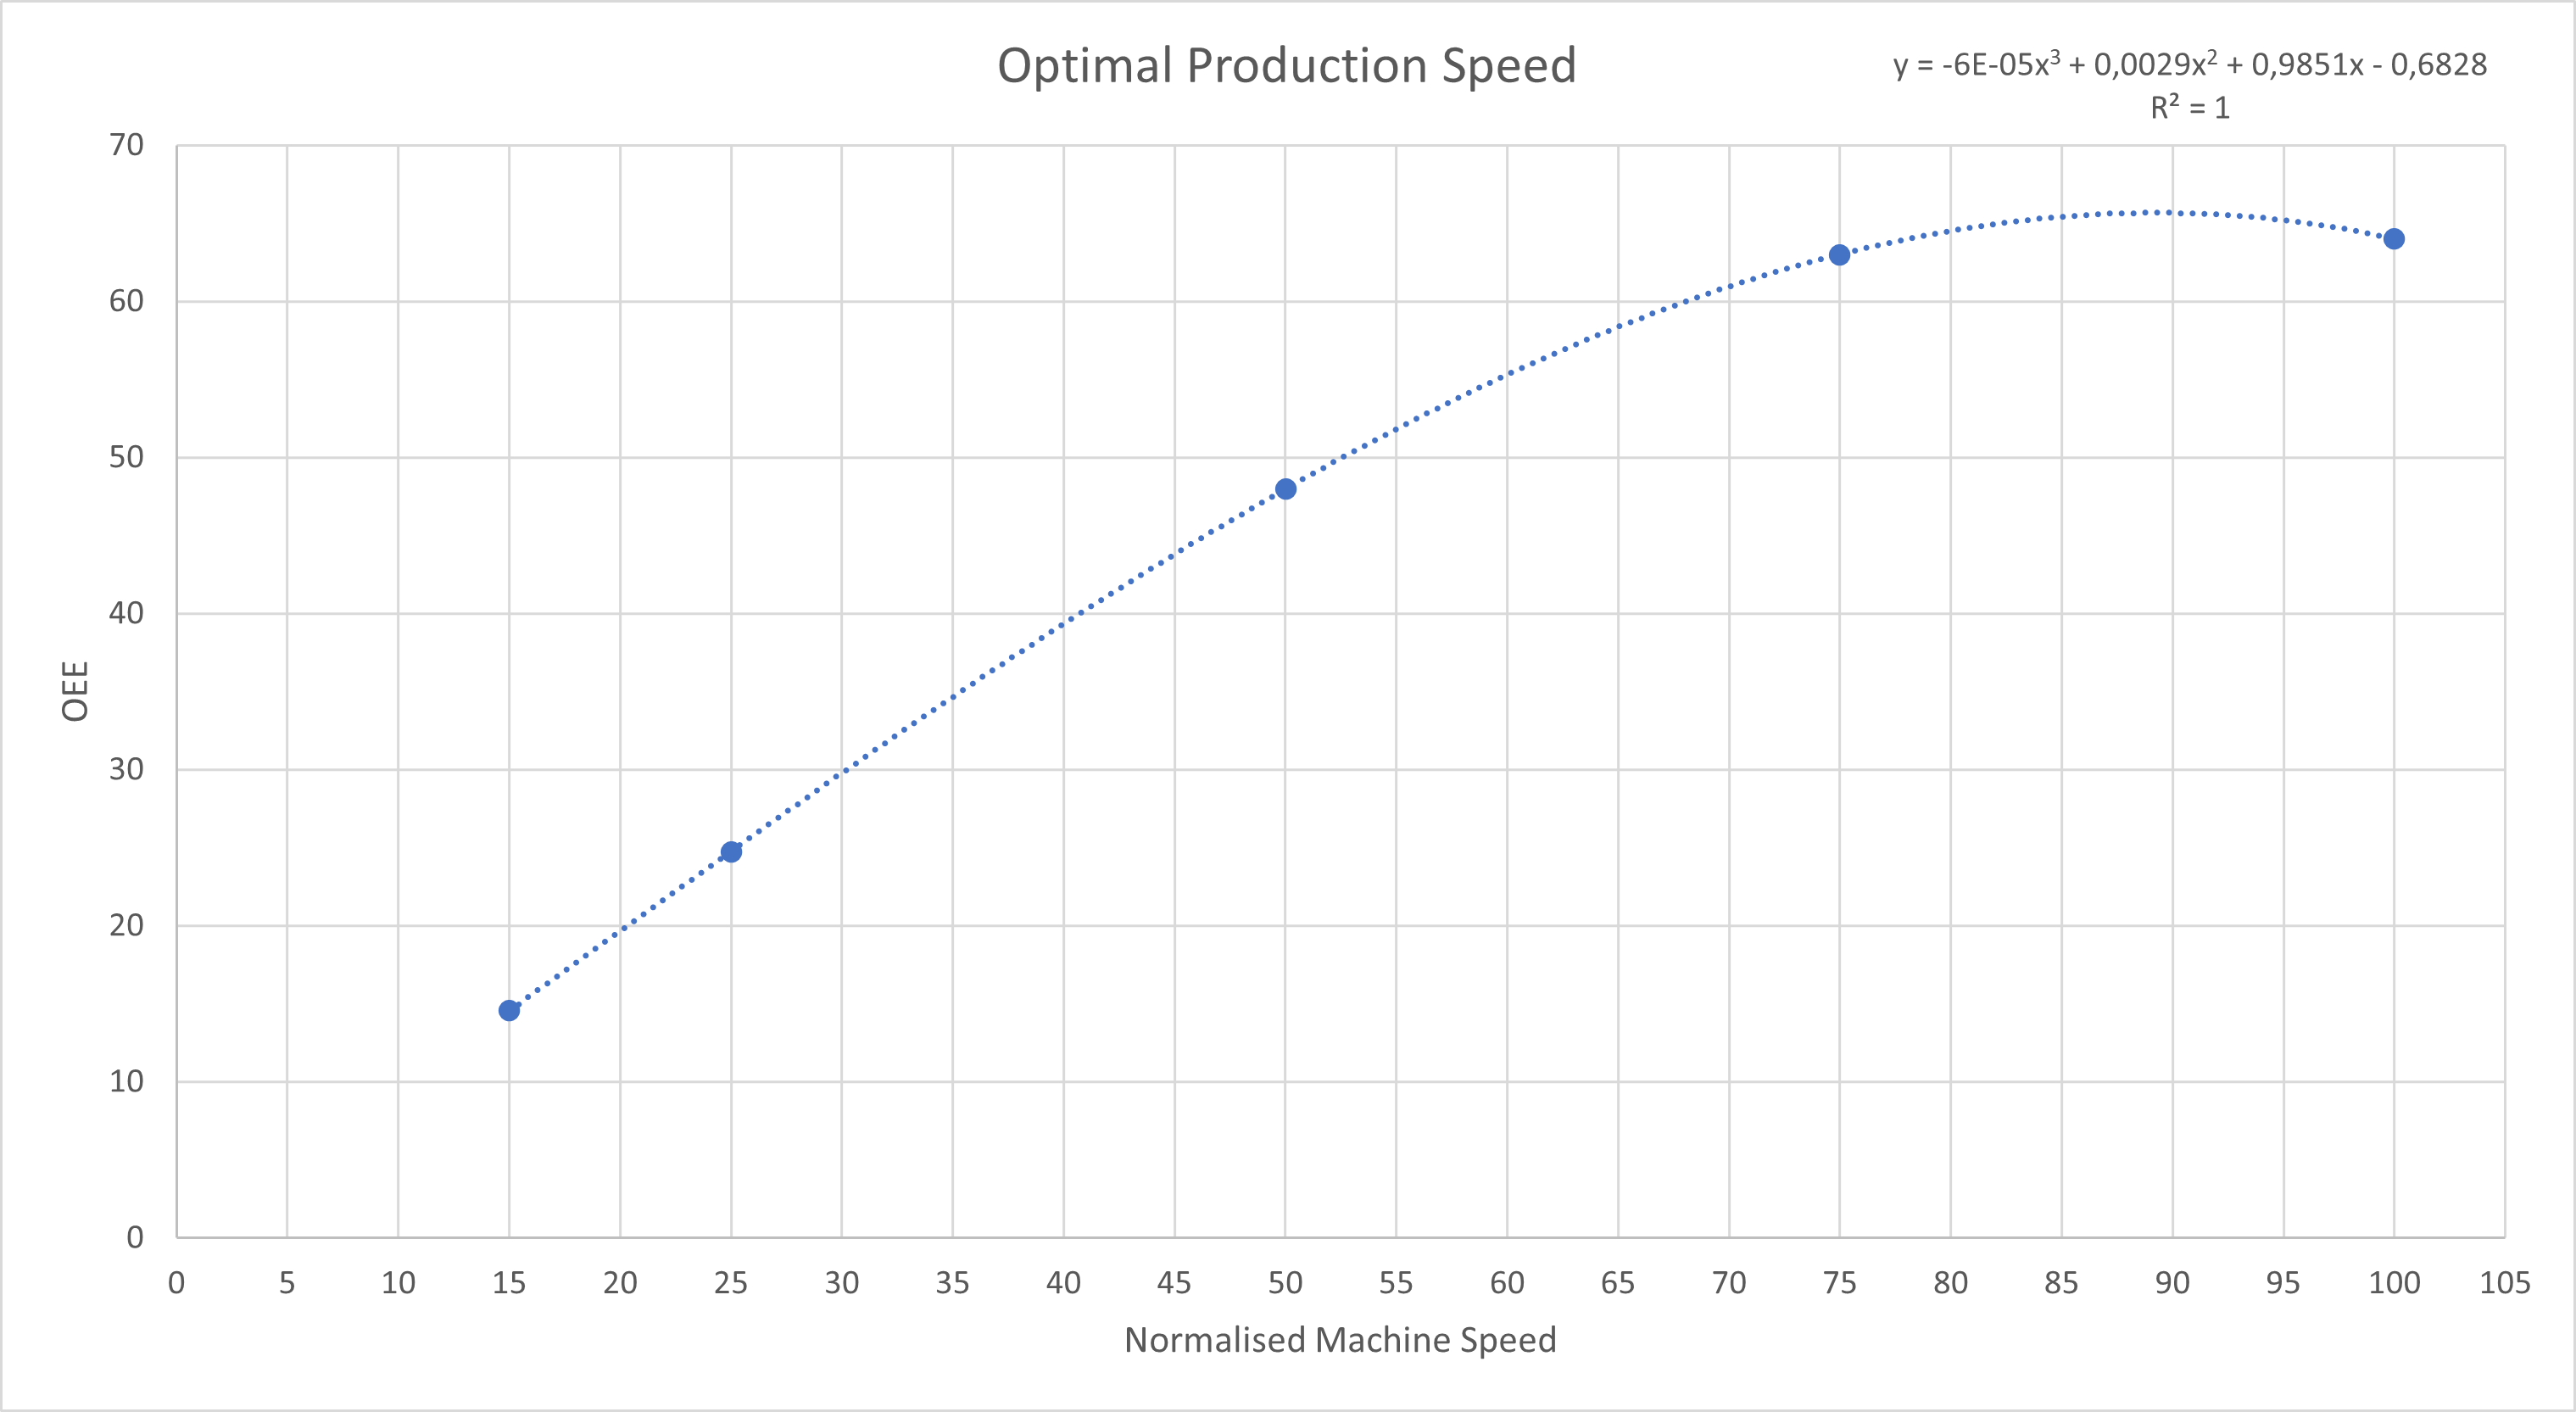 Optimal Production Speed
y = -6E-05x³ + 0,0029x² + 0,9851x - 0,6828
R² = 1
70
60
50
40
30
20
10
0
OEE
0 5 10 15 20 25 30 35 40 45 50 55 60 65 70 75 80 85 90 95 100 105
Normalised Machine Speed